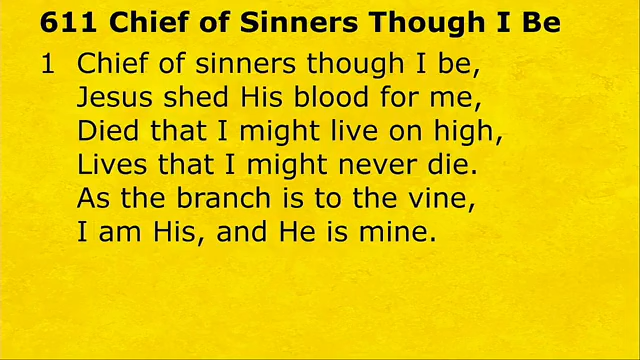 611 Chief of Sinners Though I Be
1 Chief of sinners though I be,
Jesus shed His blood for me,
Died that I might live on high,
Lives that I might never die.
As the branch is to the vine,
I am His, and He is mine.